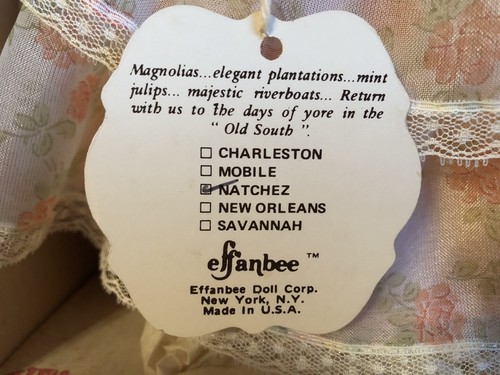 Magnolias...elegant plantations...mint
julips... majestic riverboats... Return
with us to the days of yore in the
" Old South ".
☐ CHARLESTON
☐ MOBILE
☑ NATCHEZ
☐ NEW ORLEANS
☐ SAVANNAH
effanbee ™
Effanbee Doll Corp.
New York, N.Y.
Made In U.S.A.